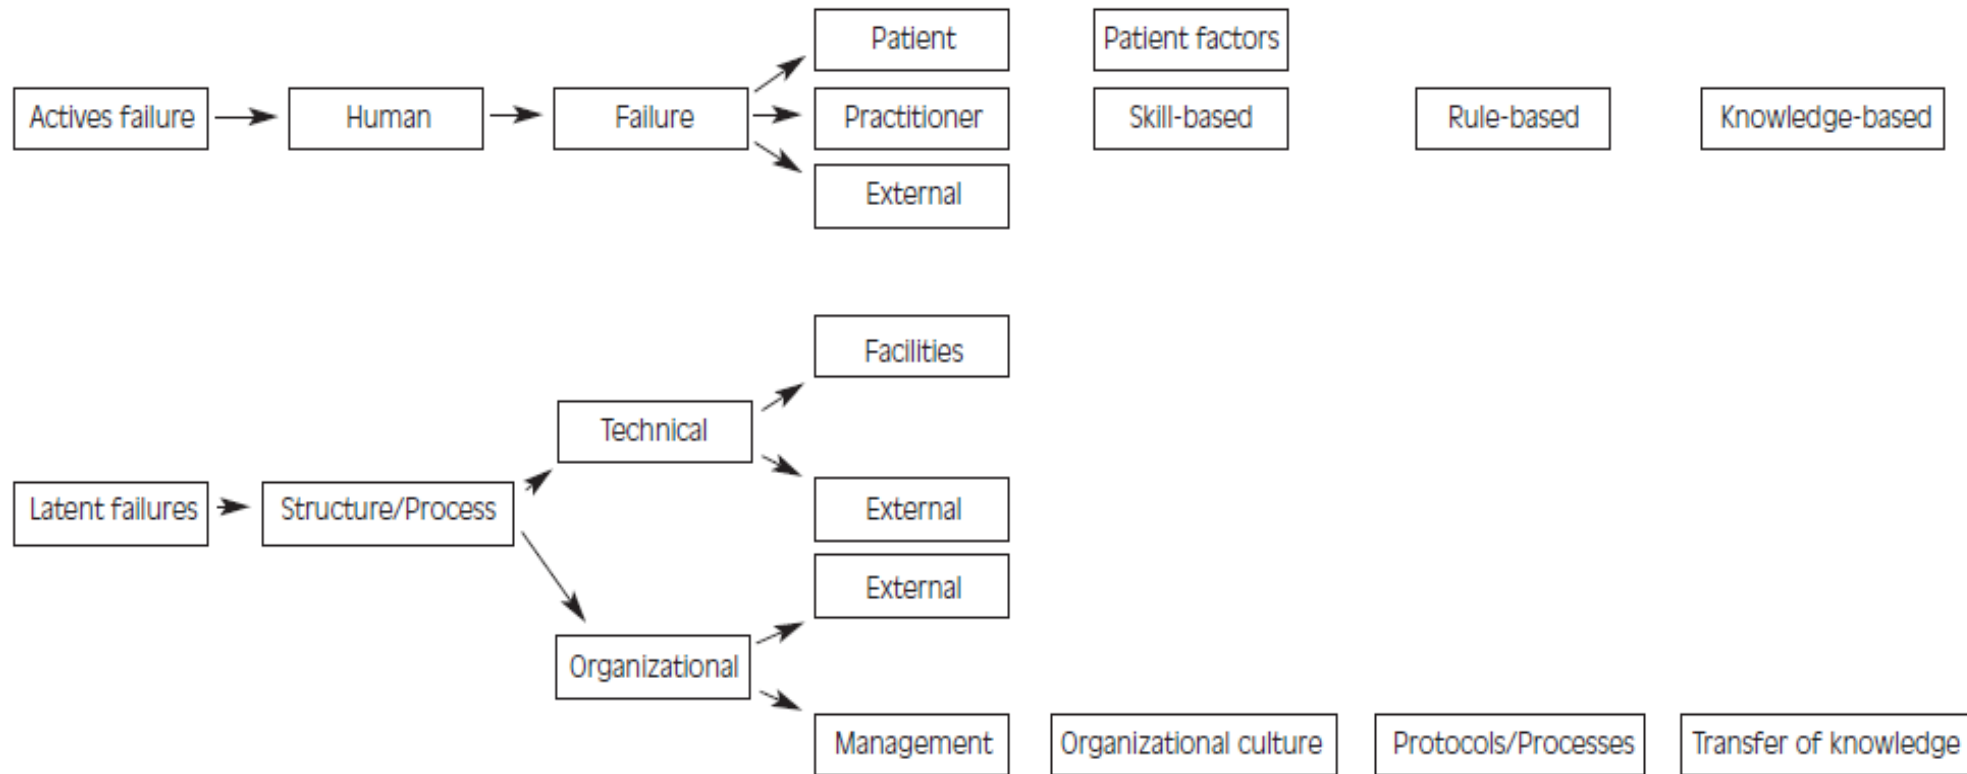 Patient
Patient factors
Actives failure
Human
Failure
Practitioner
Skill-based
Rule-based
Knowledge-based
External
Facilities
Technical
Latent failures
Structure/Process
External
External
Organizational
Management
Organizational culture
Protocols/Processes
Transfer of knowledge